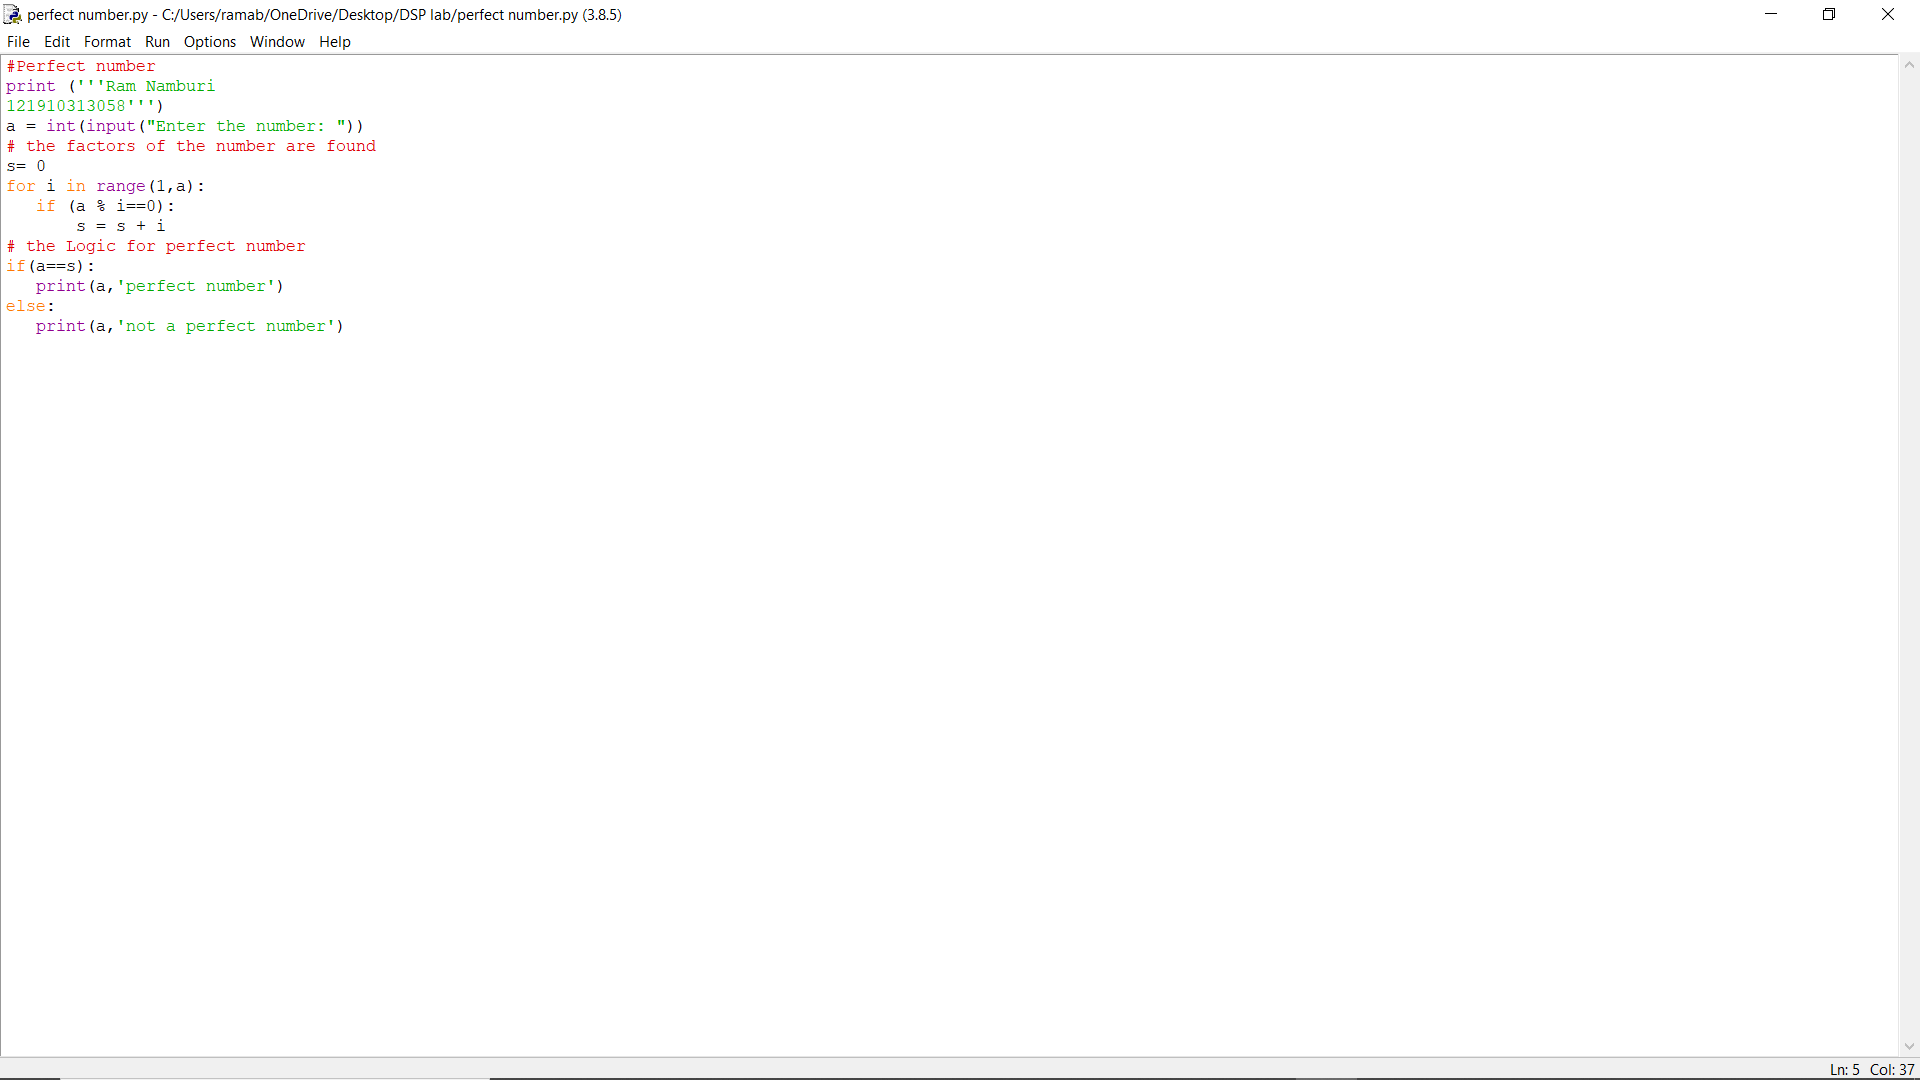 perfect number.py - C:/Users/ramab/OneDrive/Desktop/DSP lab/perfect number.py (3.8.5)
File Edit Format Run Options Window Help
#Perfect number
print ('''Ram Namburi
121910313058''')
a = int(input("Enter the number: "))
# the factors of the number are found
s= 0
for i in range(1,a):
   if (a % i==0):
       s = s + i
# the Logic for perfect number
if(a==s):
   print(a,'perfect number')
else:
   print(a,'not a perfect number')
Ln: 5 Col: 37